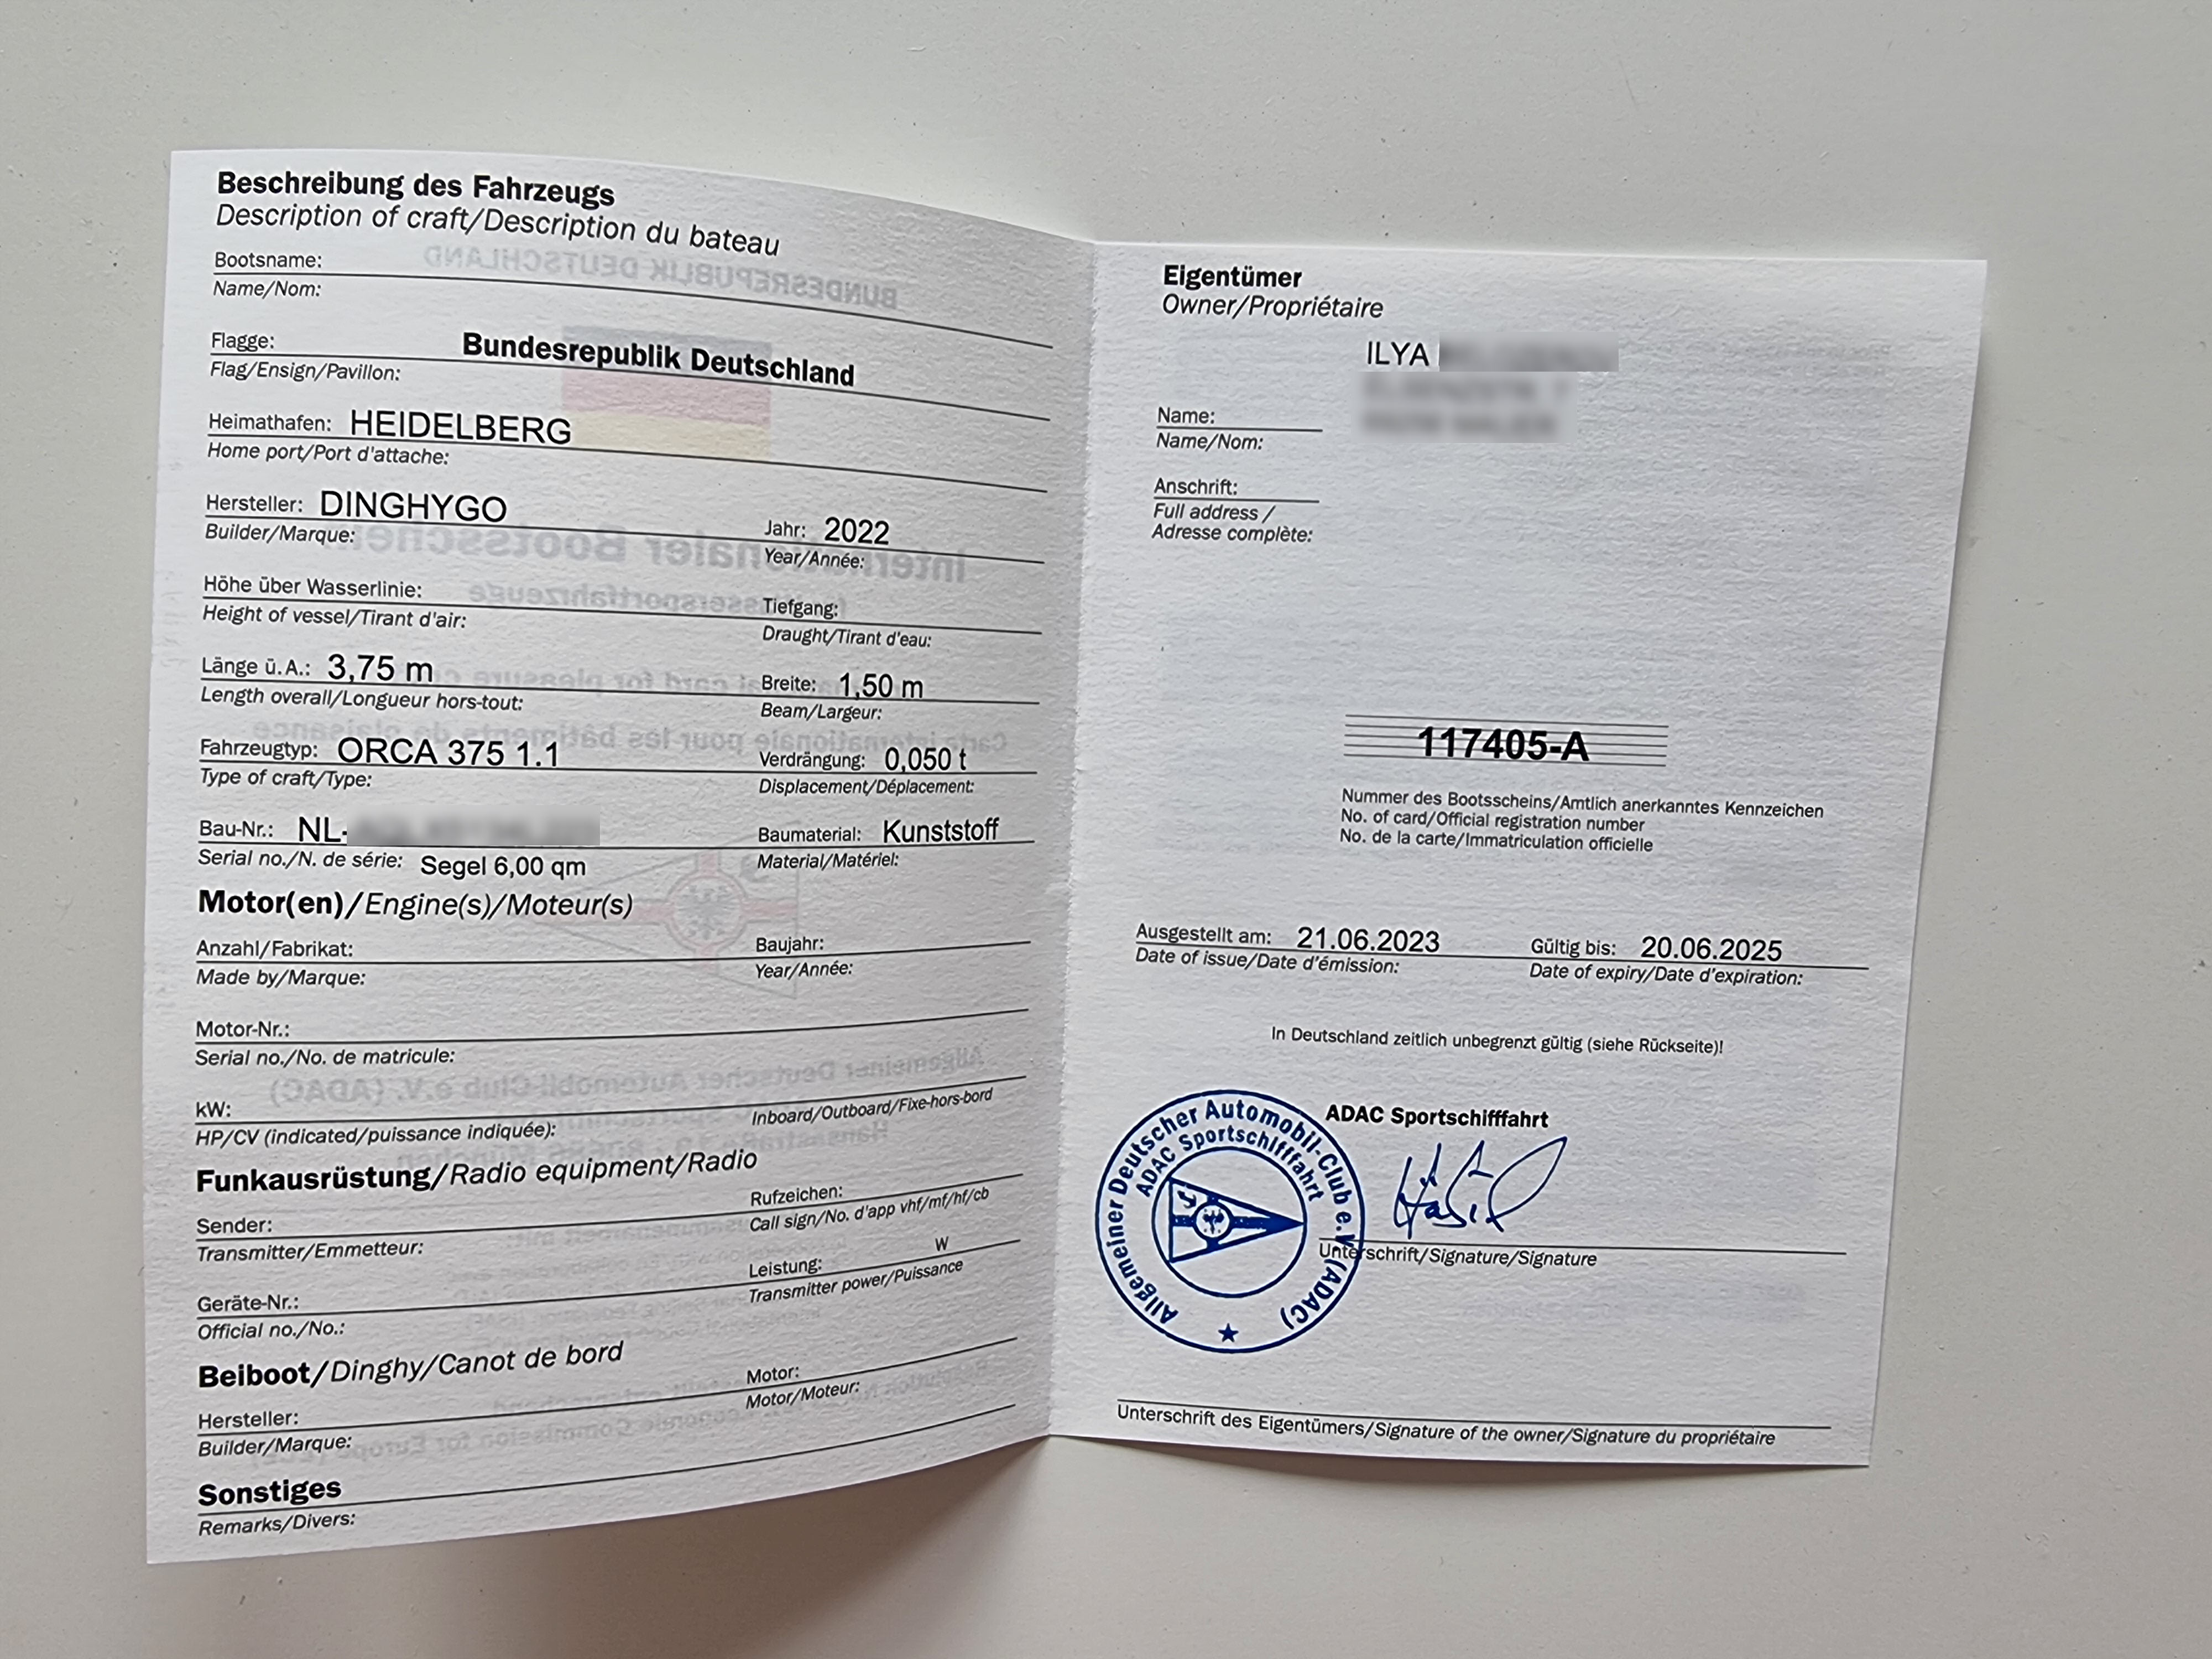 Beschreibung des Fahrzeugs
Description of craft/Description du bateau
Bootsname:
Name/Nom:
Flagge: Bundesrepublik Deutschland
Flag/Ensign/Pavillon:
Heimathafen: HEIDELBERG
Home port/Port d'attache:
Hersteller: DINGHYGO Jahr: 2022
Builder/Marque: Year/Année:
Höhe über Wasserlinie: Tiefgang:
Height of vessel/Tirant d'air: Draught/Tirant d'eau:
Länge ü.A.: 3,75 m Breite: 1,50 m
Length overall/Longueur hors-tout: Beam/Largeur:
Fahrzeugtyp: ORCA 375 1.1 Verdrängung: 0,050 t
Type of craft/Type: Displacement/Déplacement:
Bau-Nr.: NL- Baumaterial: Kunststoff
Serial no./N. de série: Segel 6,00 qm Material/Matériel:
Motor(en)/Engine(s)/Moteur(s)
Anzahl/Fabrikat: Baujahr:
Made by/Marque: Year/Année:
Motor-Nr.:
Serial no./No. de matricule:
kW: Inboard/Outboard/Fixe-hors-bord
HP/CV (indicated/puissance indiquée):
Funkausrüstung/Radio equipment/Radio
Sender: Rufzeichen:
Transmitter/Emmetteur: Call sign/No. d'app vhf/mf/hf/cb
Geräte-Nr.: Leistung: W
Official no./No.: Transmitter power/Puissance
Beiboot/Dinghy/Canot de bord
Hersteller: Motor:
Builder/Marque: Motor/Moteur:
Sonstiges
Remarks/Divers:
Eigentümer
Owner/Propriétaire
ILYA
Name:
Name/Nom:
Anschrift:
Full address /
Adresse complète:
117405-A
Nummer des Bootsscheins/Amtlich anerkanntes Kennzeichen
No. of card/Official registration number
No. de la carte/Immatriculation officielle
Ausgestellt am: 21.06.2023 Gültig bis: 20.06.2025
Date of issue/Date d'émission: Date of expiry/Date d'expiration:
In Deutschland zeitlich unbegrenzt gültig (siehe Rückseite)!
ADAC Sportschifffahrt
Allgemeiner Deutscher Automobil-Club e.V. (ADAC)
ADAC Sportschifffahrt
Unterschrift/Signature/Signature
Unterschrift des Eigentümers/Signature of the owner/Signature du propriétaire